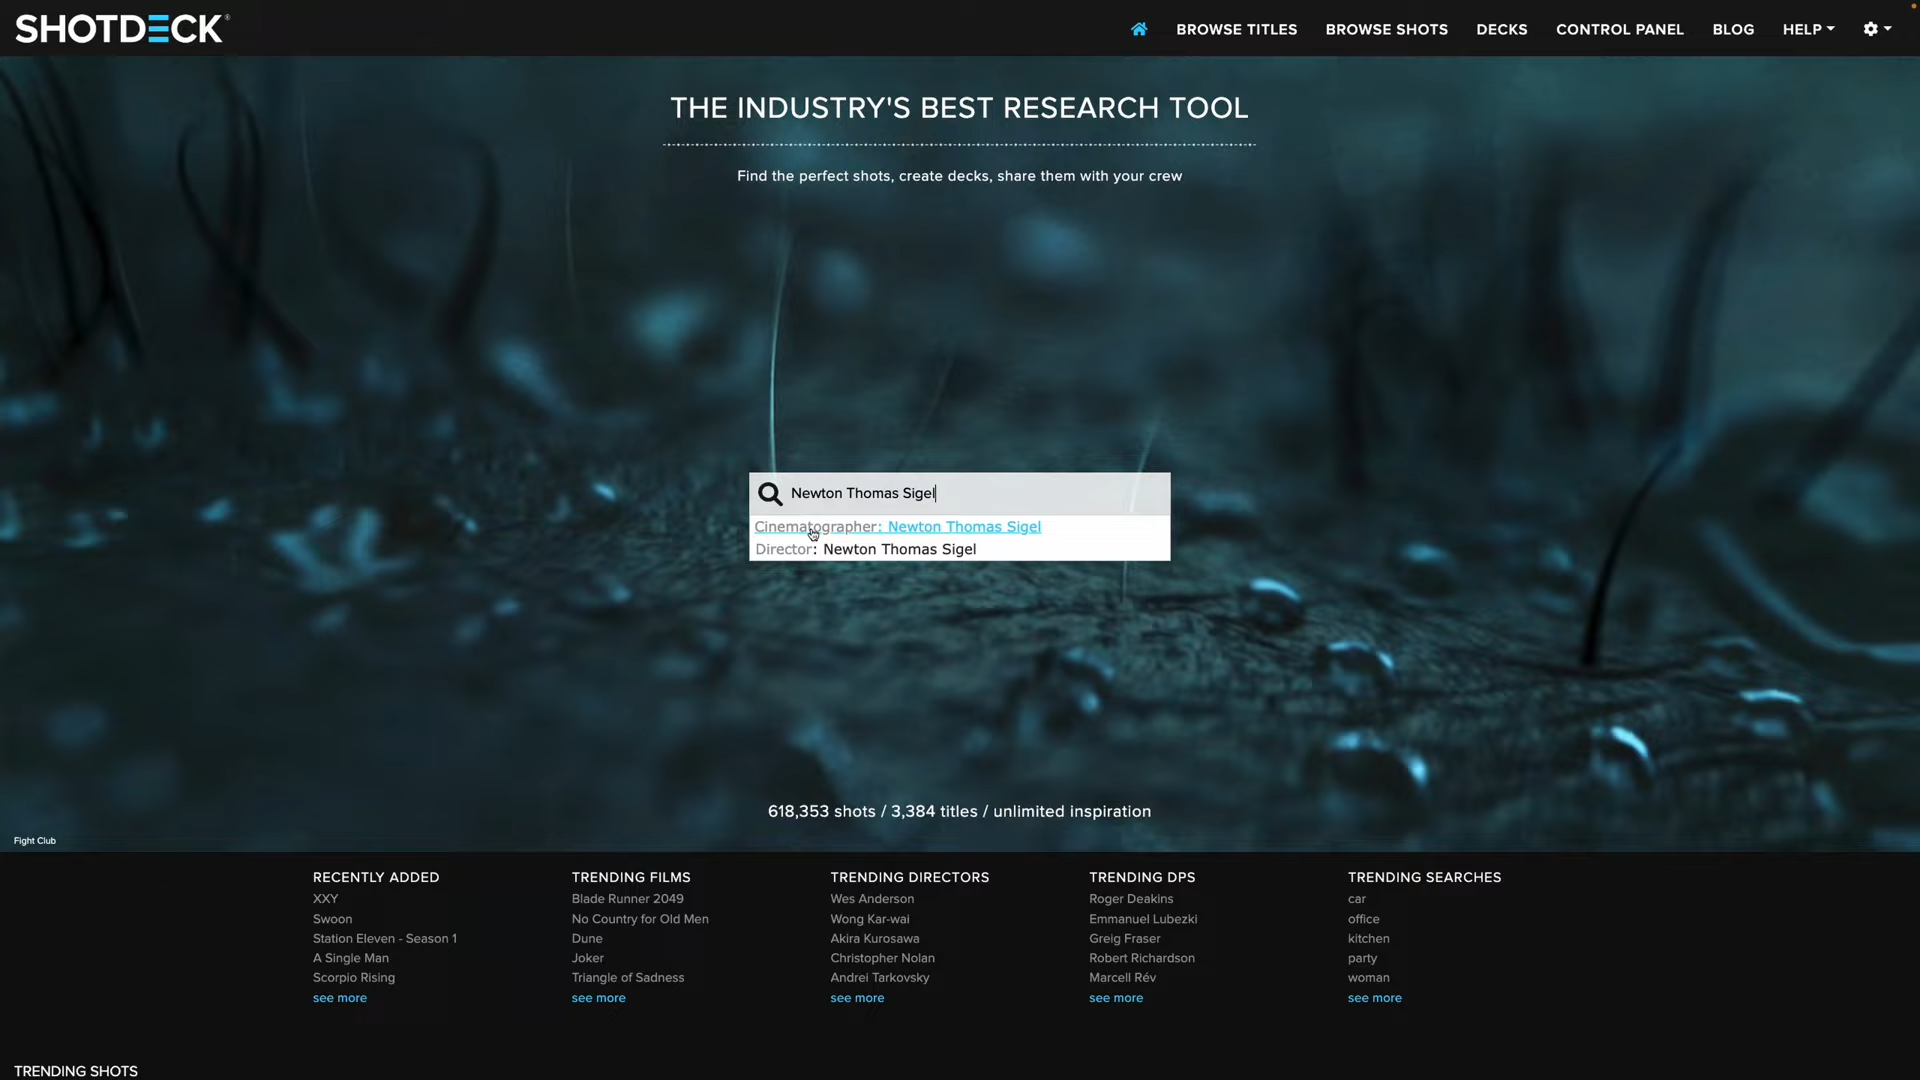 SHOTDECK®
BROWSE TITLES
BROWSE SHOTS
DECKS
CONTROL PANEL
BLOG
HELP
THE INDUSTRY'S BEST RESEARCH TOOL
Find the perfect shots, create decks, share them with your crew
Newton Thomas Sigel
Cinematographer: Newton Thomas Sigel
Director: Newton Thomas Sigel
618,353 shots / 3,384 titles / unlimited inspiration
Fight Club
RECENTLY ADDED
XXY
Swoon
Station Eleven - Season 1
A Single Man
Scorpio Rising
see more
TRENDING FILMS
Blade Runner 2049
No Country for Old Men
Dune
Joker
Triangle of Sadness
see more
TRENDING DIRECTORS
Wes Anderson
Wong Kar-wai
Akira Kurosawa
Christopher Nolan
Andrei Tarkovsky
see more
TRENDING DPS
Roger Deakins
Emmanuel Lubezki
Greig Fraser
Robert Richardson
Marcell Rév
see more
TRENDING SEARCHES
car
office
kitchen
party
woman
see more
TRENDING SHOTS